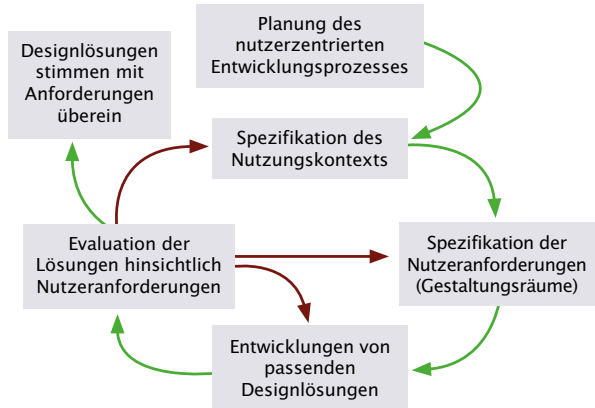 Planung des
nutzerzentrierten
Entwicklungsprozesses
Designlösungen
stimmen mit
Anforderungen
überein
Spezifikation des
Nutzungskontexts
Evaluation der
Lösungen hinsichtlich
Nutzeranforderungen
Spezifikation der
Nutzeranforderungen
(Gestaltungsräume)
Entwicklungen von
passenden
Designlösungen